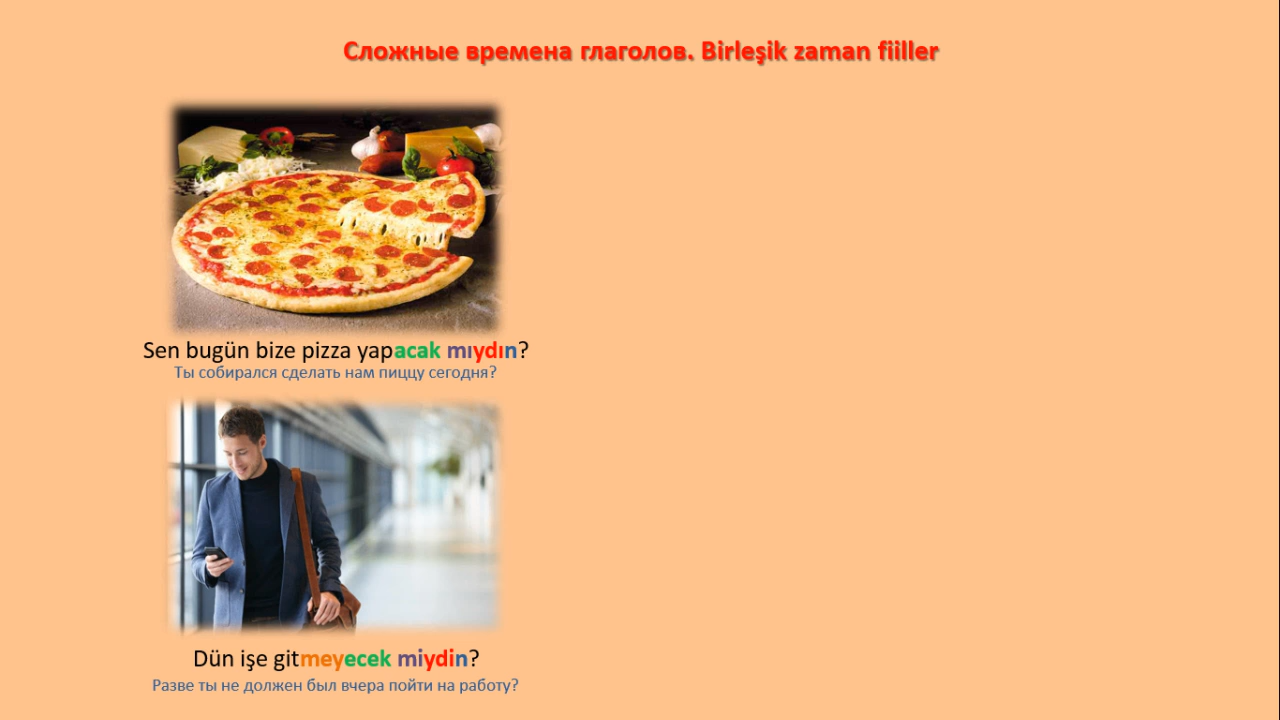 Сложные времена глаголов. Birleşik zaman fiiller
Sen bugün bize pizza yapacak mıydın?
Ты собирался сделать нам пиццу сегодня?
Dün işe gitmeyecek miydin?
Разве ты не должен был вчера пойти на работу?